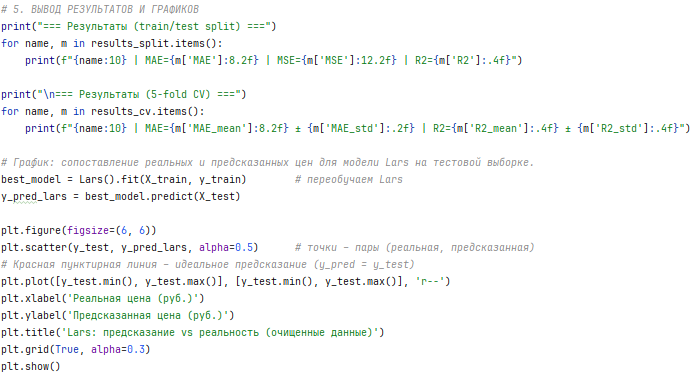 # 5. ВЫВОД РЕЗУЛЬТАТОВ И ГРАФИКОВ
print("=== Результаты (train/test split) ===")
for name, m in results_split.items():
    print(f"{name:10} | MAE={m['MAE']:8.2f} | MSE={m['MSE']:12.2f} | R2={m['R2']:.4f}")

print("\n=== Результаты (5-fold CV) ===")
for name, m in results_cv.items():
    print(f"{name:10} | MAE={m['MAE_mean']:8.2f} ± {m['MAE_std']:.2f} | R2={m['R2_mean']:.4f} ± {m['R2_std']:.4f}")

# График: сопоставление реальных и предсказанных цен для модели Lars на тестовой выборке.
best_model = Lars().fit(X_train, y_train)       # переобучаем Lars
y_pred_lars = best_model.predict(X_test)

plt.figure(figsize=(6, 6))
plt.scatter(y_test, y_pred_lars, alpha=0.5)      # точки – пары (реальная, предсказанная)
# Красная пунктирная линия – идеальное предсказание (y_pred = y_test)
plt.plot([y_test.min(), y_test.max()], [y_test.min(), y_test.max()], 'r--')
plt.xlabel('Реальная цена (руб.)')
plt.ylabel('Предсказанная цена (руб.)')
plt.title('Lars: предсказание vs реальность (очищенные данные)')
plt.grid(True, alpha=0.3)
plt.show()